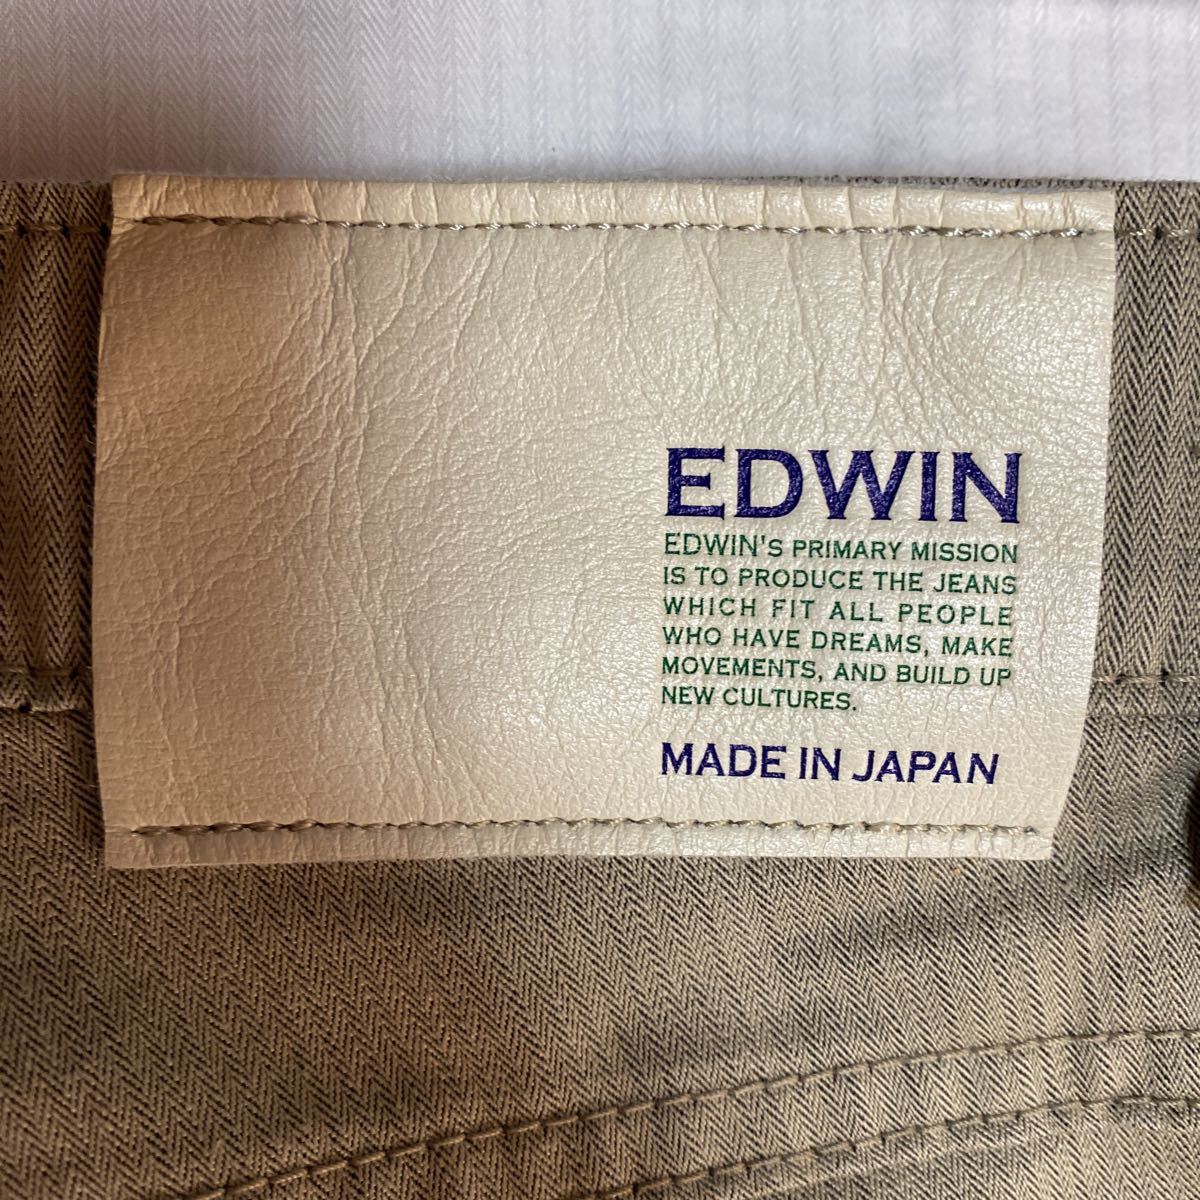 EDWIN
EDWIN'S PRIMARY MISSION
IS TO PRODUCE THE JEANS
WHICH FIT ALL PEOPLE
WHO HAVE DREAMS, MAKE
MOVEMENTS, AND BUILD UP
NEW CULTURES.
MADE IN JAPAN